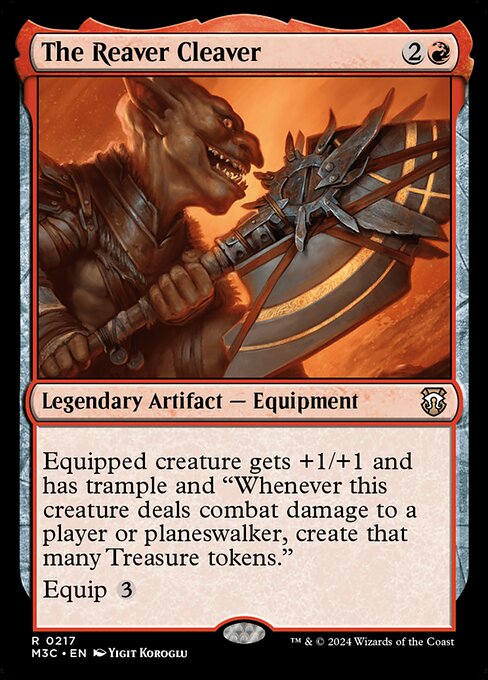 The Reaver Cleaver 2
Legendary Artifact — Equipment
Equipped creature gets +1/+1 and
has trample and “Whenever this
creature deals combat damage to a
player or planeswalker, create that
many Treasure tokens.”
Equip 3
R 0217
M3C • EN Yigit Koroglu
™ & © 2024 Wizards of the Coast